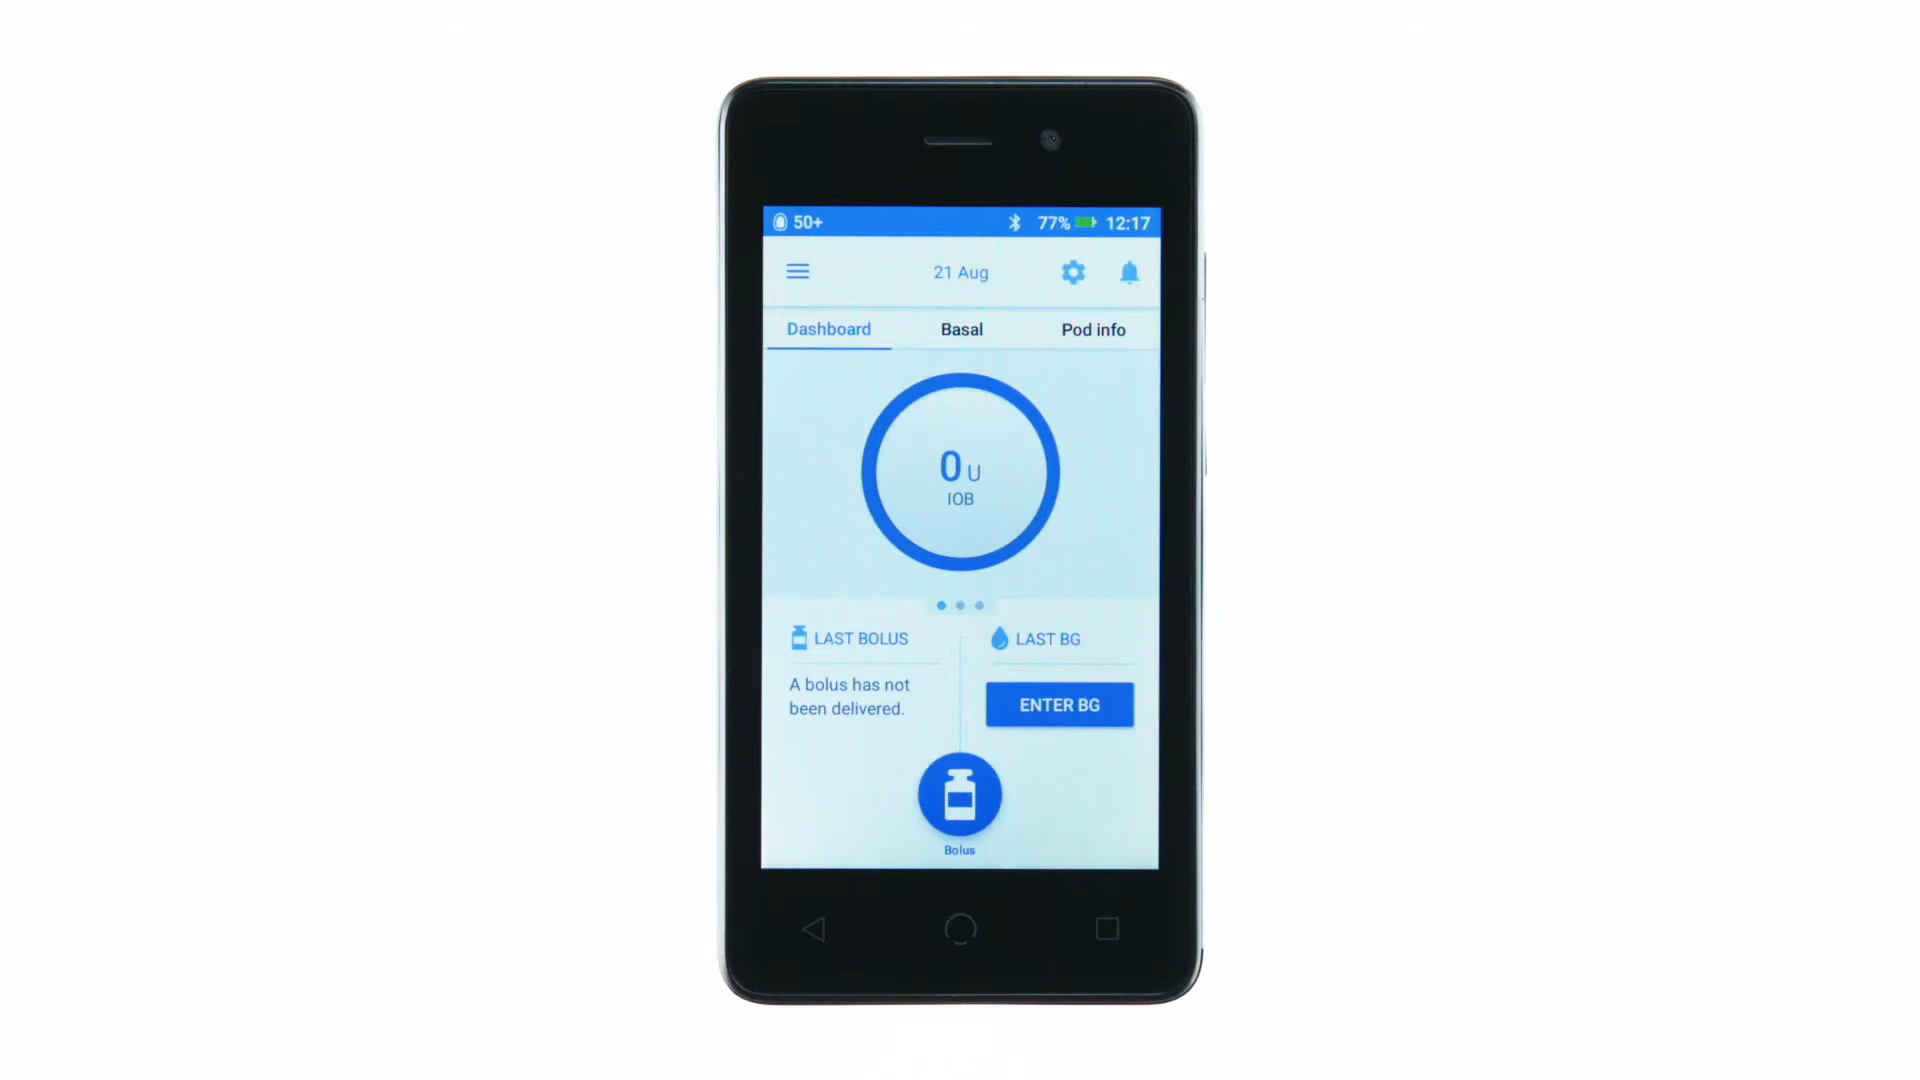 50+ 77% 12:17
21 Aug
Dashboard Basal Pod info
0 U
IOB
LAST BOLUS
A bolus has not
been delivered.
LAST BG
ENTER BG
Bolus